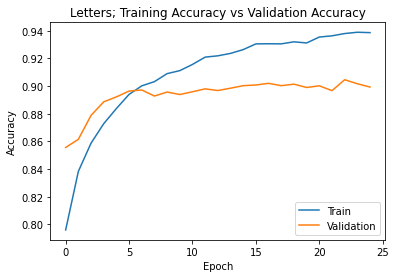 Letters; Training Accuracy vs Validation Accuracy
0.94
0.92
0.90
0.88
0.86
0.84
0.82
0.80
Accuracy
0
5
10
15
20
25
Epoch
Train
Validation